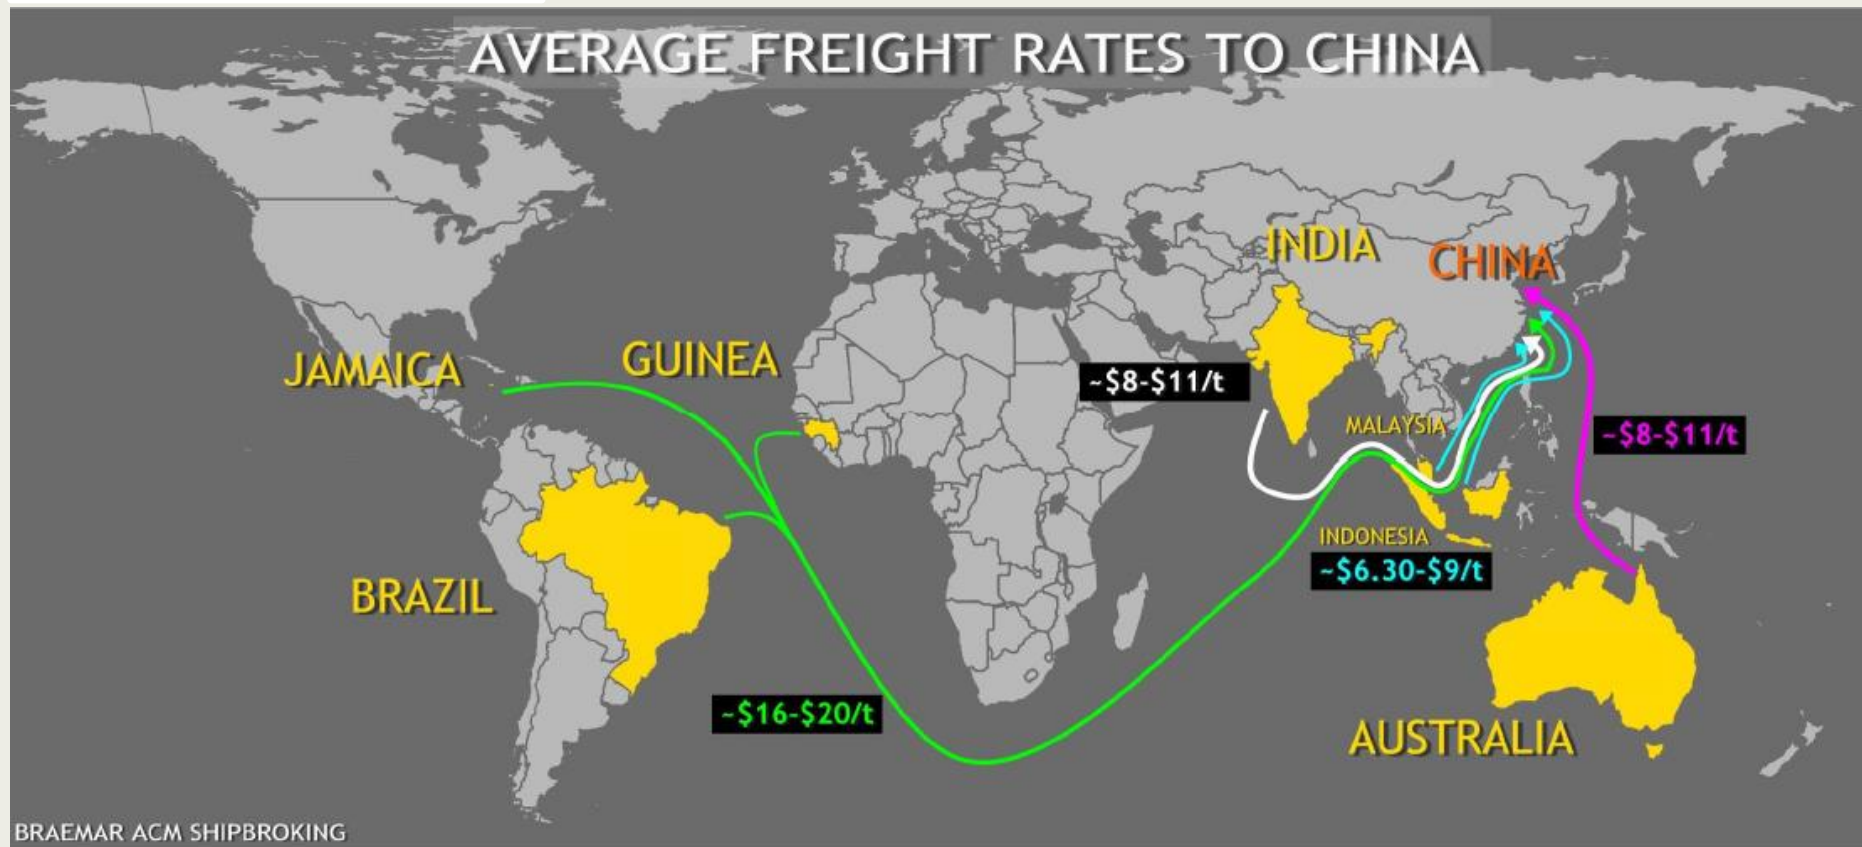 AVERAGE FREIGHT RATES TO CHINA
INDIA
CHINA
JAMAICA
GUINEA
~$8-$11/t
MALAYSIA
~$8-$11/t
INDONESIA
~$6.30-$9/t
BRAZIL
~$16-$20/t
AUSTRALIA
BRAEMAR ACM SHIPBROKING